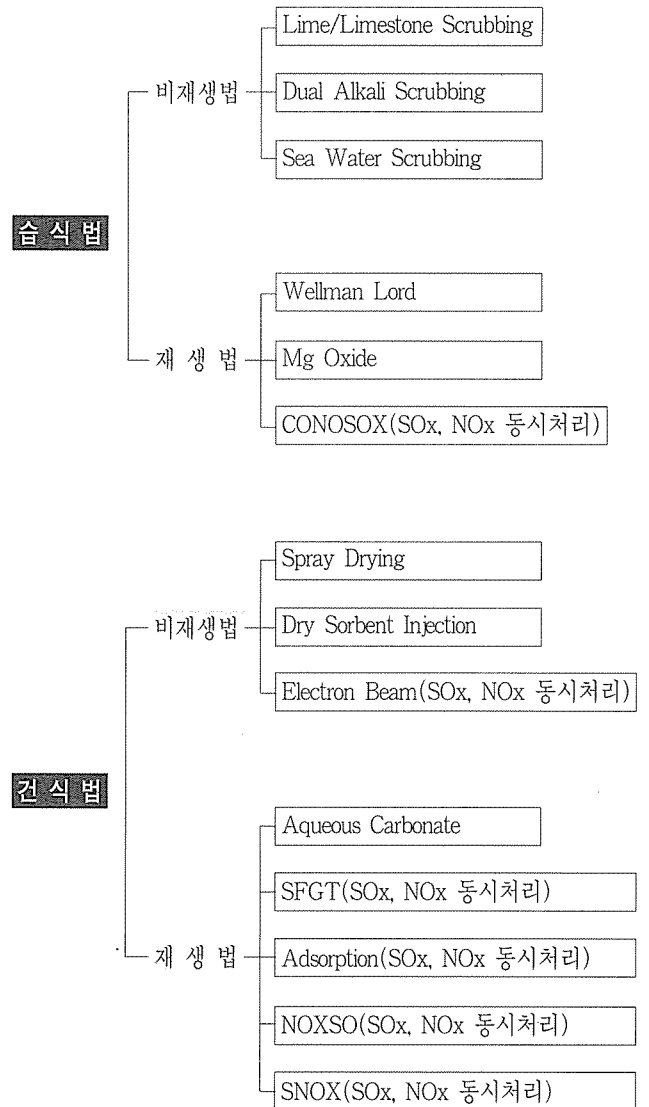 Lime/Limestone Scrubbing
비재생법
Dual Alkali Scrubbing
Sea Water Scrubbing
습 식 법
Wellman Lord
재 생 법
Mg Oxide
CONOSOX(SOx, NOx 동시처리)
Spray Drying
비재생법
Dry Sorbent Injection
Electron Beam(SOx, NOx 동시처리)
건 식 법
Aqueous Carbonate
SFGT(SOx, NOx 동시처리)
재 생 법
Adsorption(SOx, NOx 동시처리)
NOXSO(SOx, NOx 동시처리)
SNOX(SOx, NOx 동시처리)